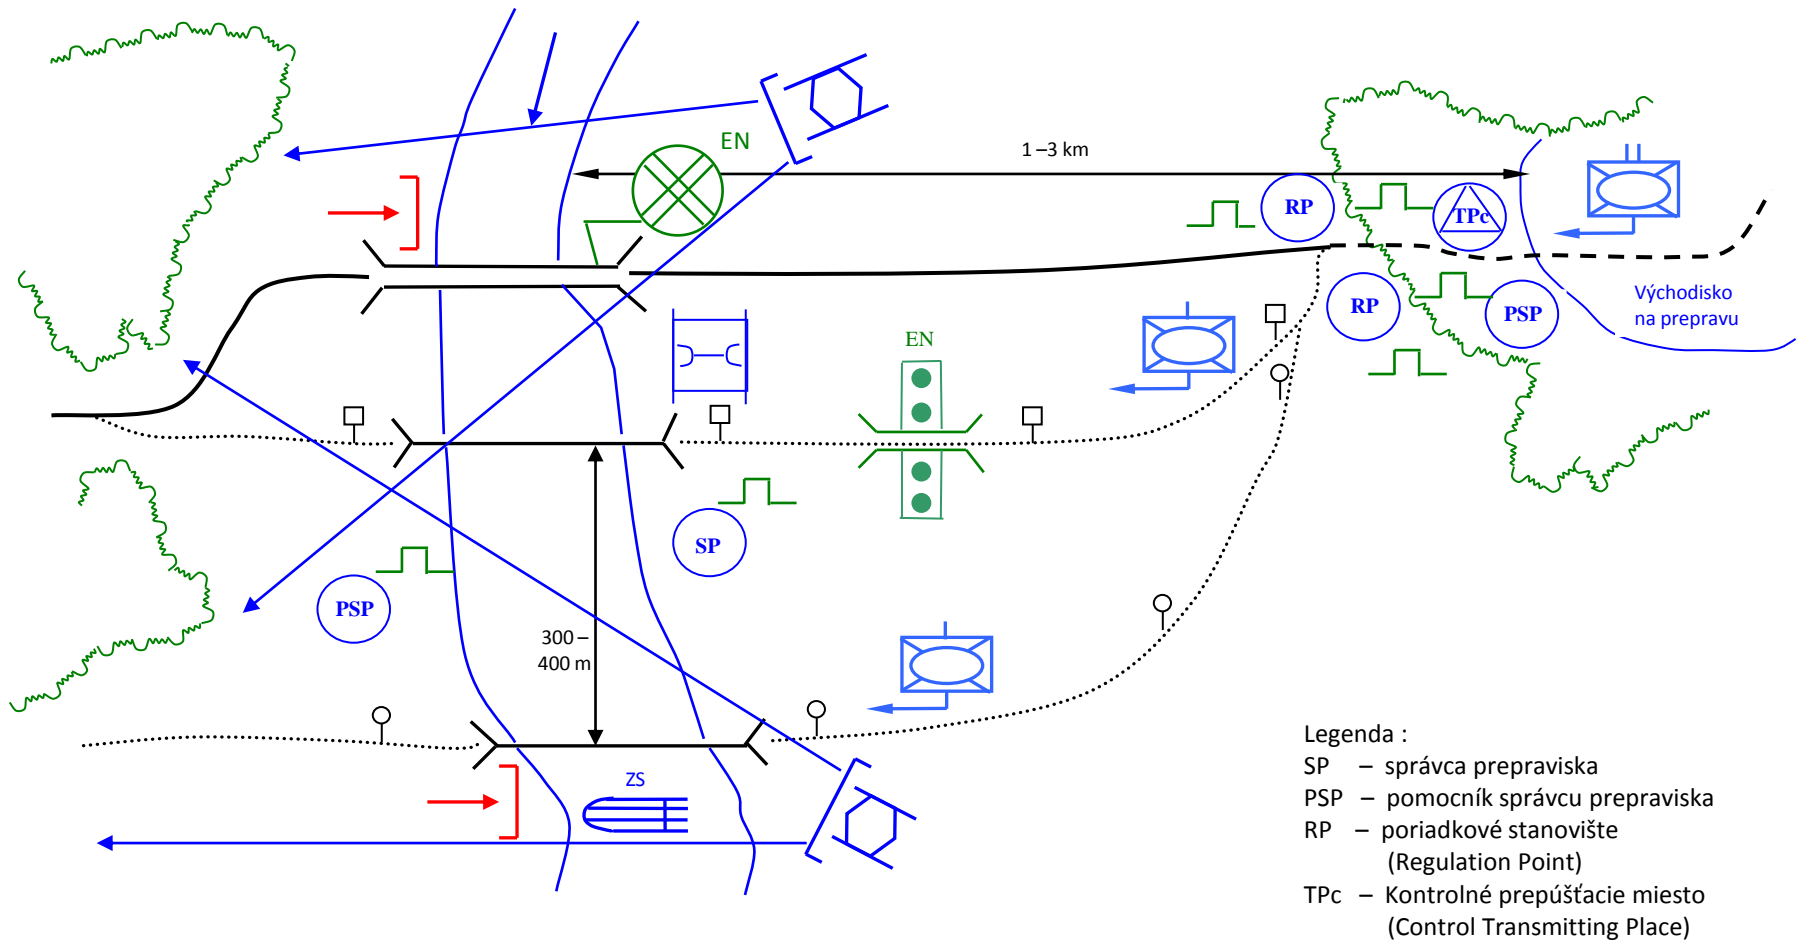 EN
1 –3 km
RP
TPc
RP
PSP
Východisko
na prepravu
EN
SP
PSP
300 –
400 m
ZS
Legenda :
SP – správca prepraviska
PSP – pomocník správcu prepraviska
RP – poriadkové stanovište
(Regulation Point)
TPc – Kontrolné prepúšťacie miesto
(Control Transmitting Place)